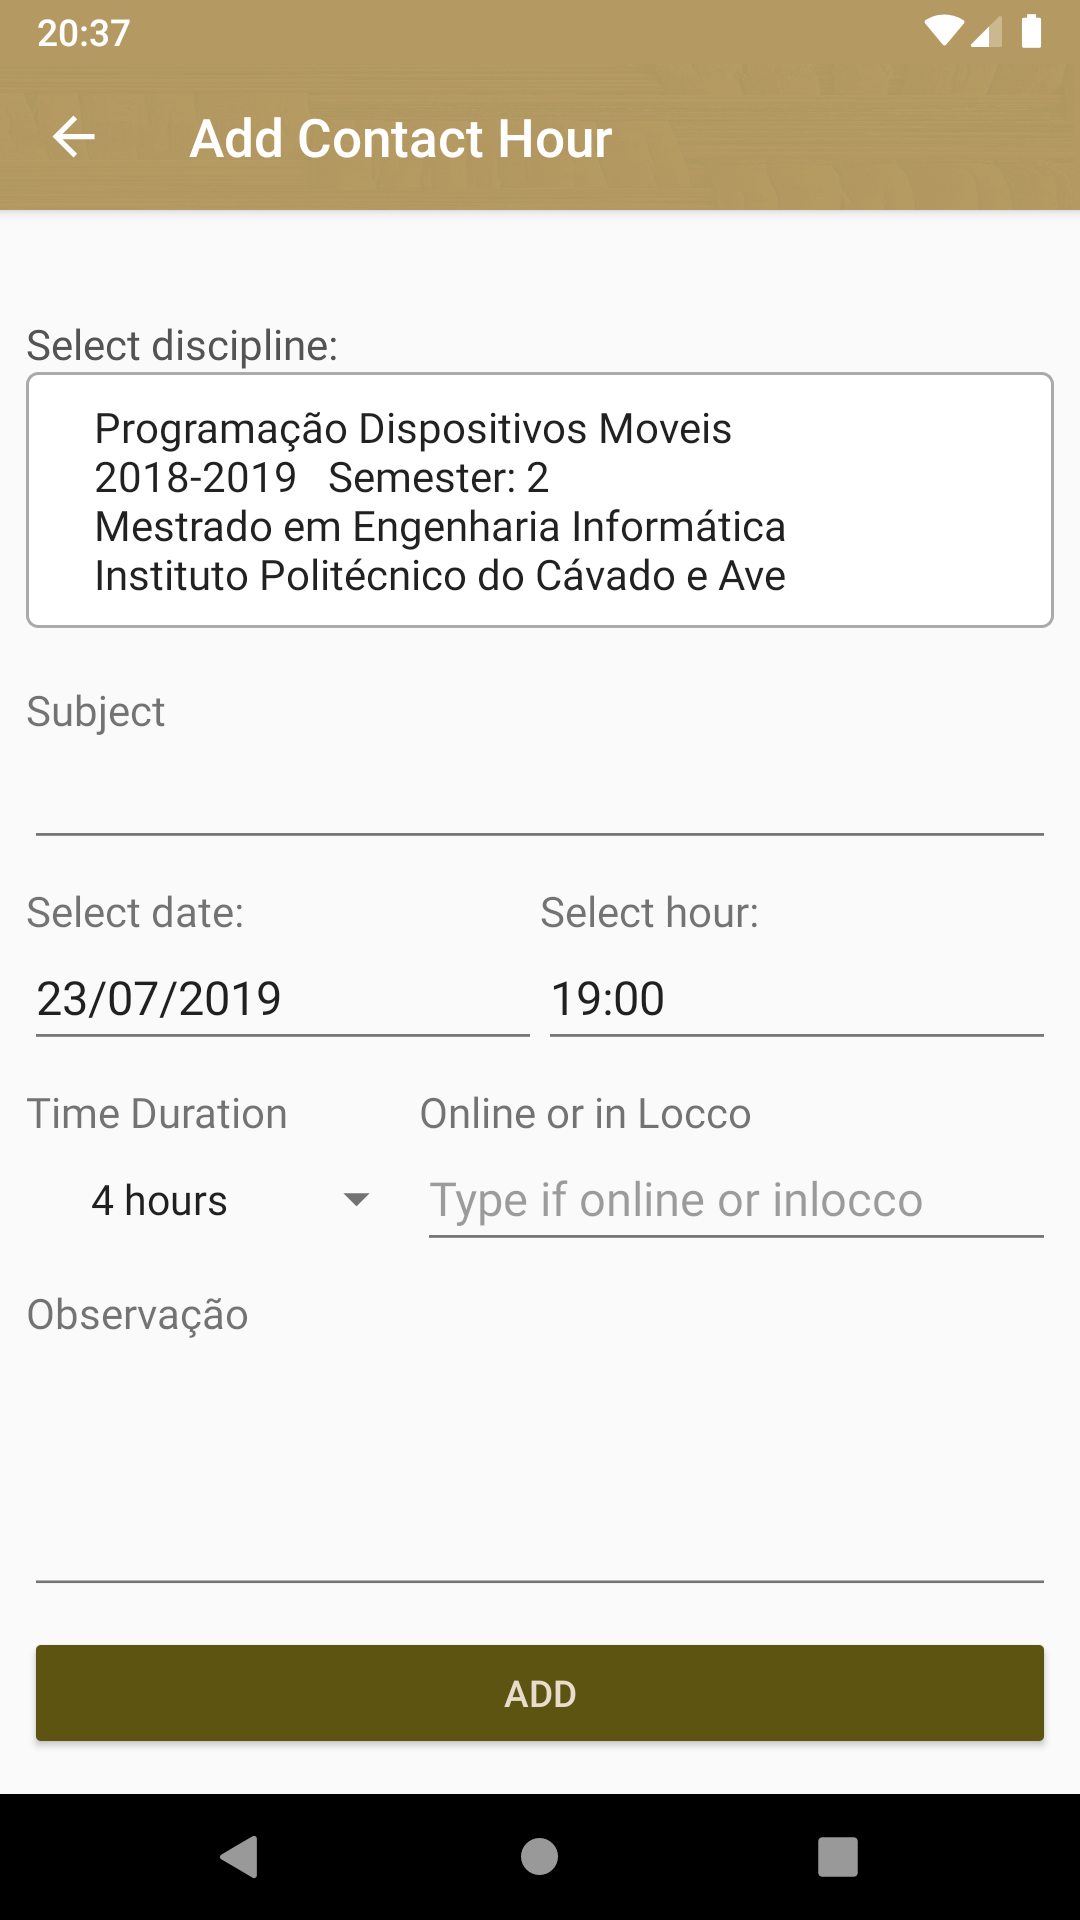 20:37
Add Contact Hour
Select discipline:
Programação Dispositivos Moveis
2018-2019   Semester: 2
Mestrado em Engenharia Informática
Instituto Politécnico do Cávado e Ave
Subject
Select date: Select hour:
23/07/2019 19:00
Time Duration Online or in Locco
4 hours Type if online or inlocco
Observação
ADD